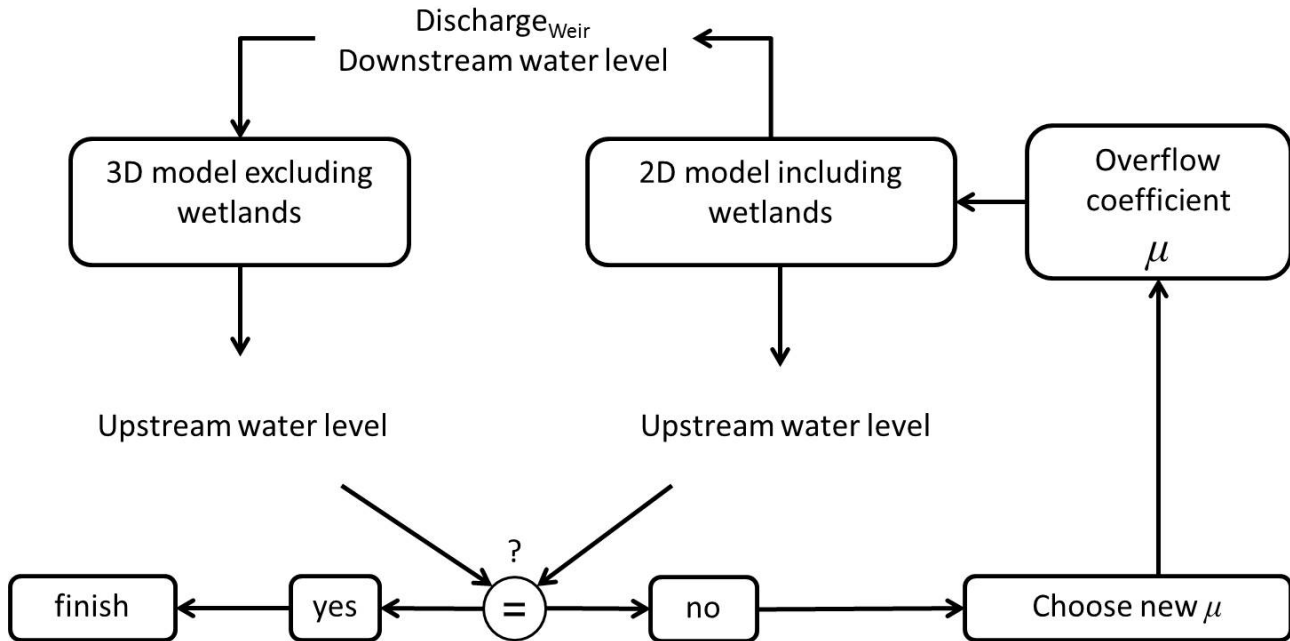 Discharge_Weir
Downstream water level
3D model excluding
wetlands
2D model including
wetlands
Overflow
coefficient
μ
Upstream water level
Upstream water level
?
finish
yes
=
no
Choose new μ